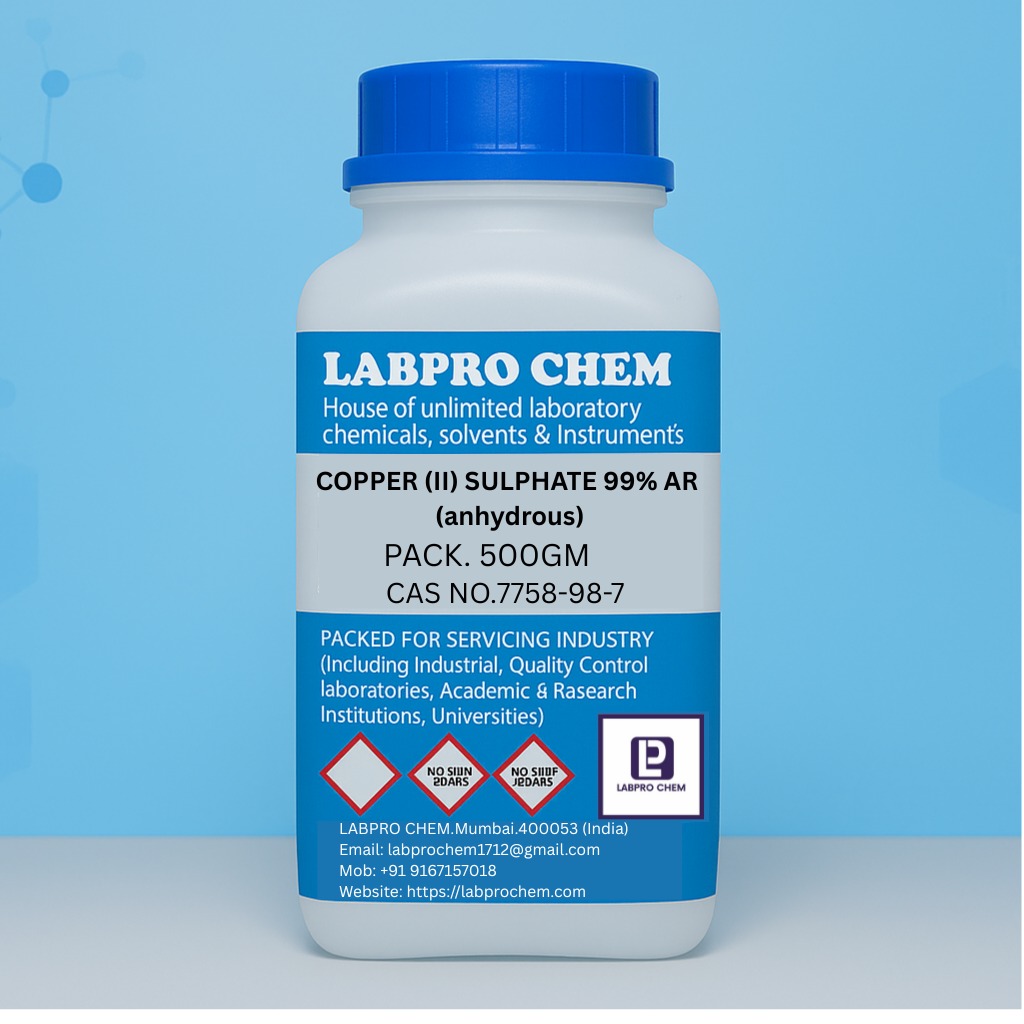 LABPRO CHEM
House of unlimited laboratory
chemicals, solvents & Instrument's
COPPER (II) SULPHATE 99% AR
(anhydrous)
PACK. 500GM
CAS NO.7758-98-7
PACKED FOR SERVICING INDUSTRY
(Including Industrial, Quality Control
laboratories, Academic & Rasearch
Institutions, Universities)
NO
NO
LABPRO CHEM
LABPRO CHEM.Mumbai.400053 (India)
Email: labprochem1712@gmail.com
Mob: +91 9167157018
Website: https://labprochem.com